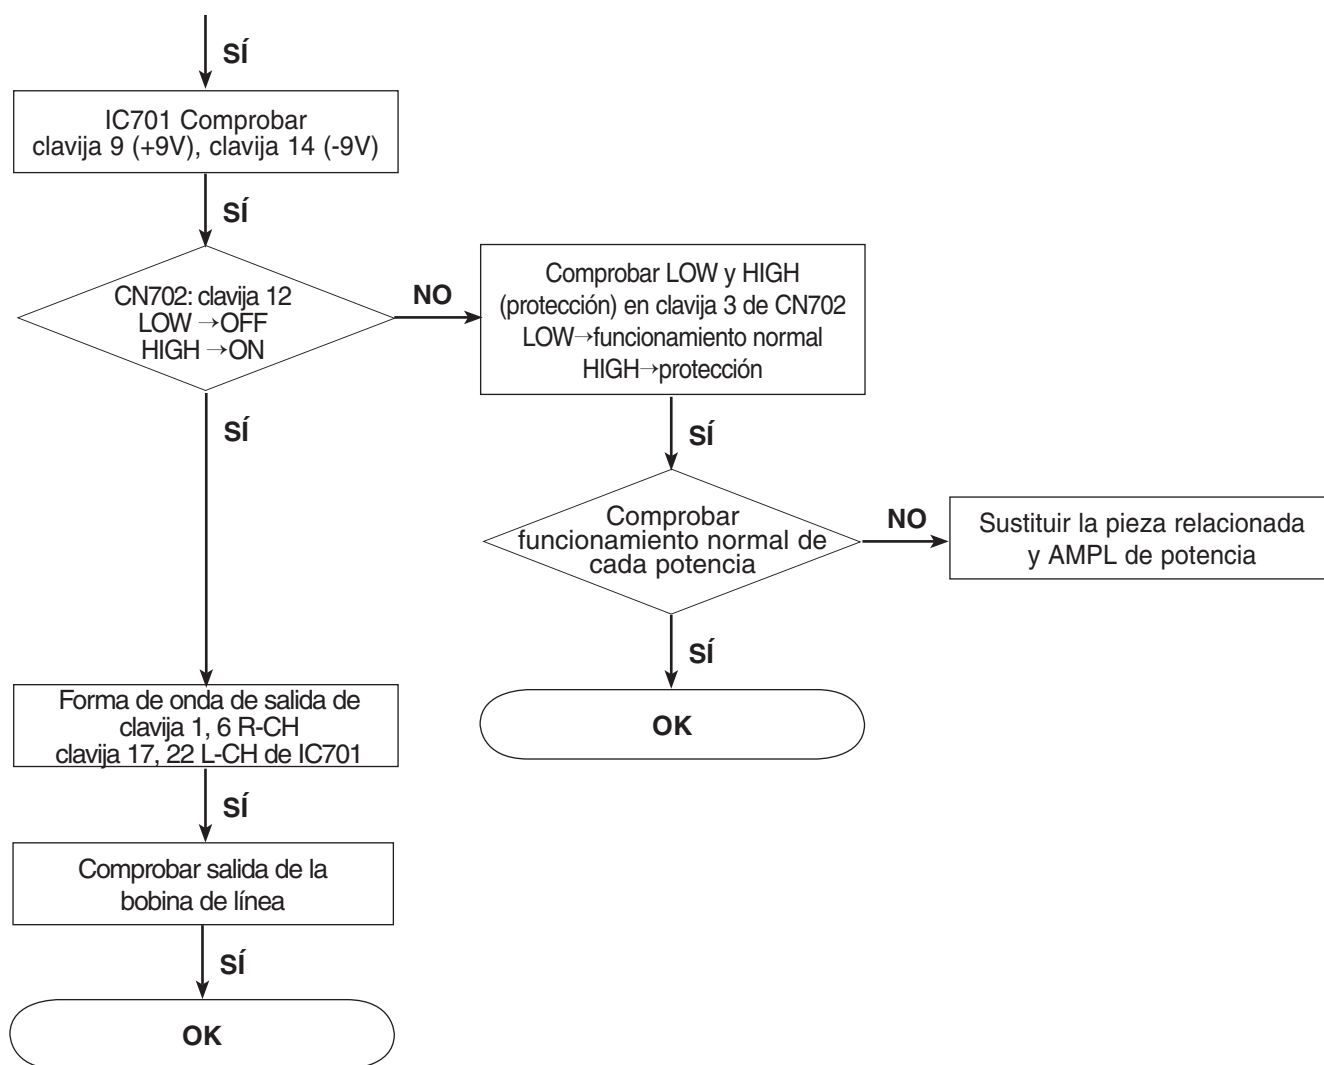 SÍ
IC701 Comprobar
clavija 9 (+9V), clavija 14 (-9V)
SÍ
CN702: clavija 12
LOW →OFF
HIGH →ON
NO
Comprobar LOW y HIGH
(protección) en clavija 3 de CN702
LOW→funcionamiento normal
HIGH→protección
SÍ
SÍ
Comprobar
funcionamiento normal de
cada potencia
NO
Sustituir la pieza relacionada
y AMPL de potencia
SÍ
OK
Forma de onda de salida de
clavija 1, 6 R-CH
clavija 17, 22 L-CH de IC701
SÍ
Comprobar salida de la
bobina de línea
SÍ
OK